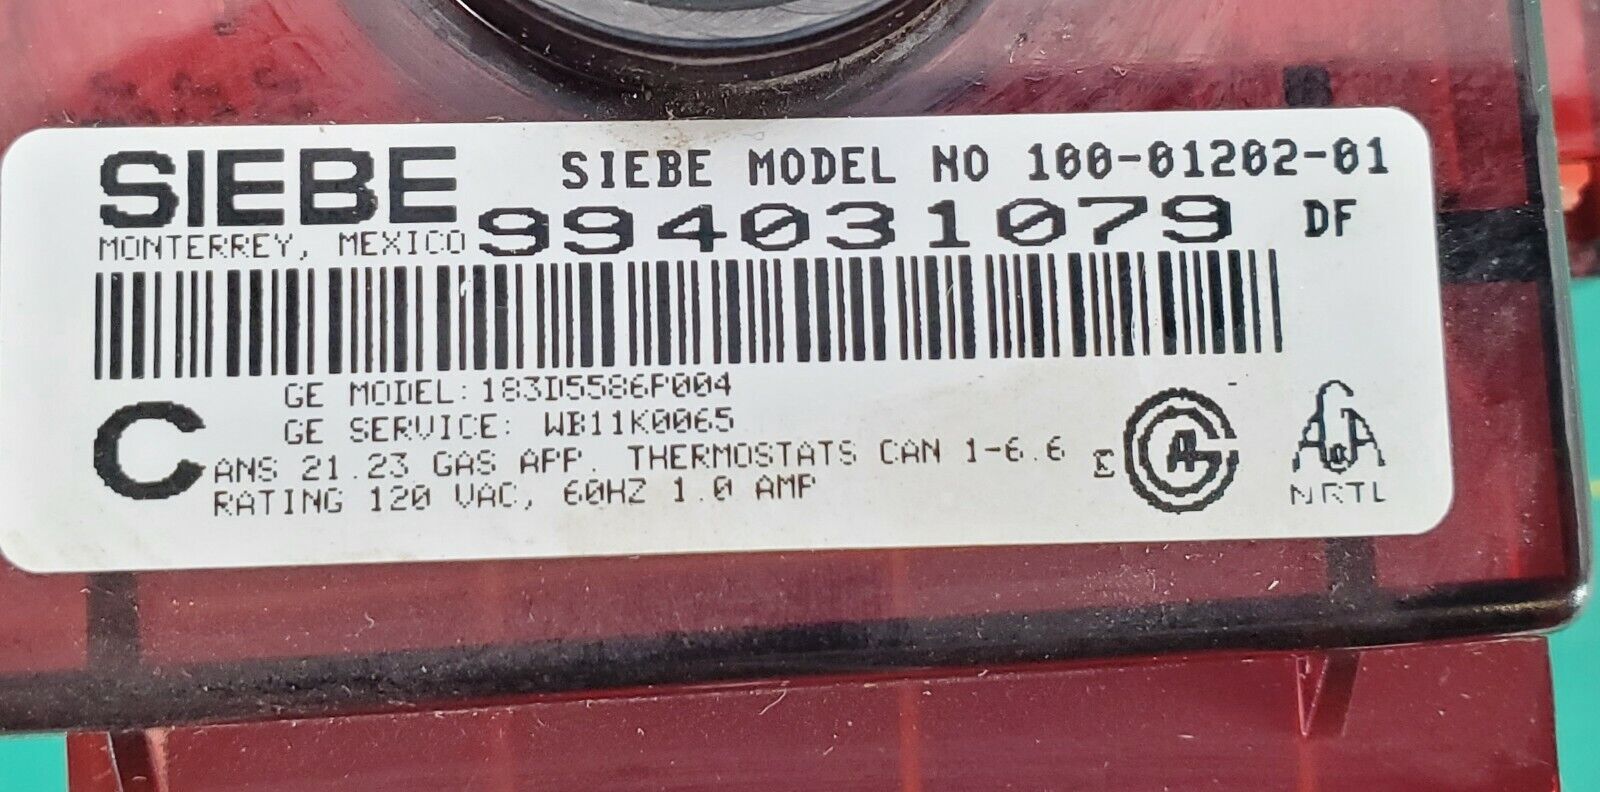 SIEBE SIEBE MODEL NO 100-01202-01
MONTERREY, MEXICO 994031079 DF
GE MODEL: 183D5586P004
GE SERVICE: WB11K0065
C ANS 21.23 GAS APP. THERMOSTATS CAN 1-6.6
RATING 120 VAC, 60HZ 1.0 AMP
NRTL